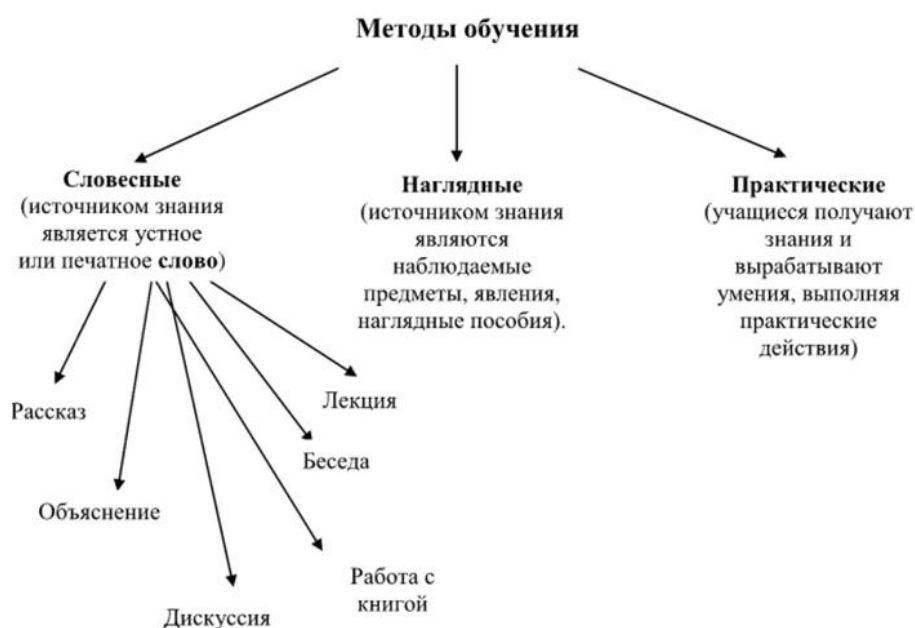 Методы обучения
Словесные
(источником знания
является устное
или печатное слово)
Наглядные
(источником знания
являются
наблюдаемые
предметы, явления,
наглядные пособия).
Практические
(учащиеся получают
знания и
вырабатывают
умения, выполняя
практические
действия)
Рассказ
Лекция
Беседа
Объяснение
Работа с
книгой
Дискуссия